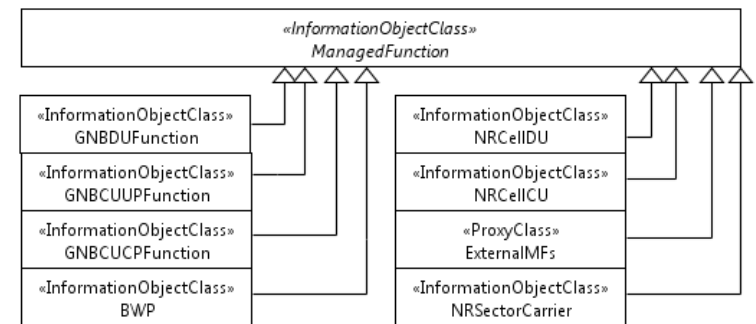 «InformationObjectClass»
ManagedFunction
«InformationObjectClass»
GNBDUFunction
«InformationObjectClass»
GNBCUUPFunction
«InformationObjectClass»
GNBCUCPFunction
«InformationObjectClass»
BWP
«InformationObjectClass»
NRCellDU
«InformationObjectClass»
NRCellCU
«ProxyClass»
ExternalMFs
«InformationObjectClass»
NRSectorCarrier